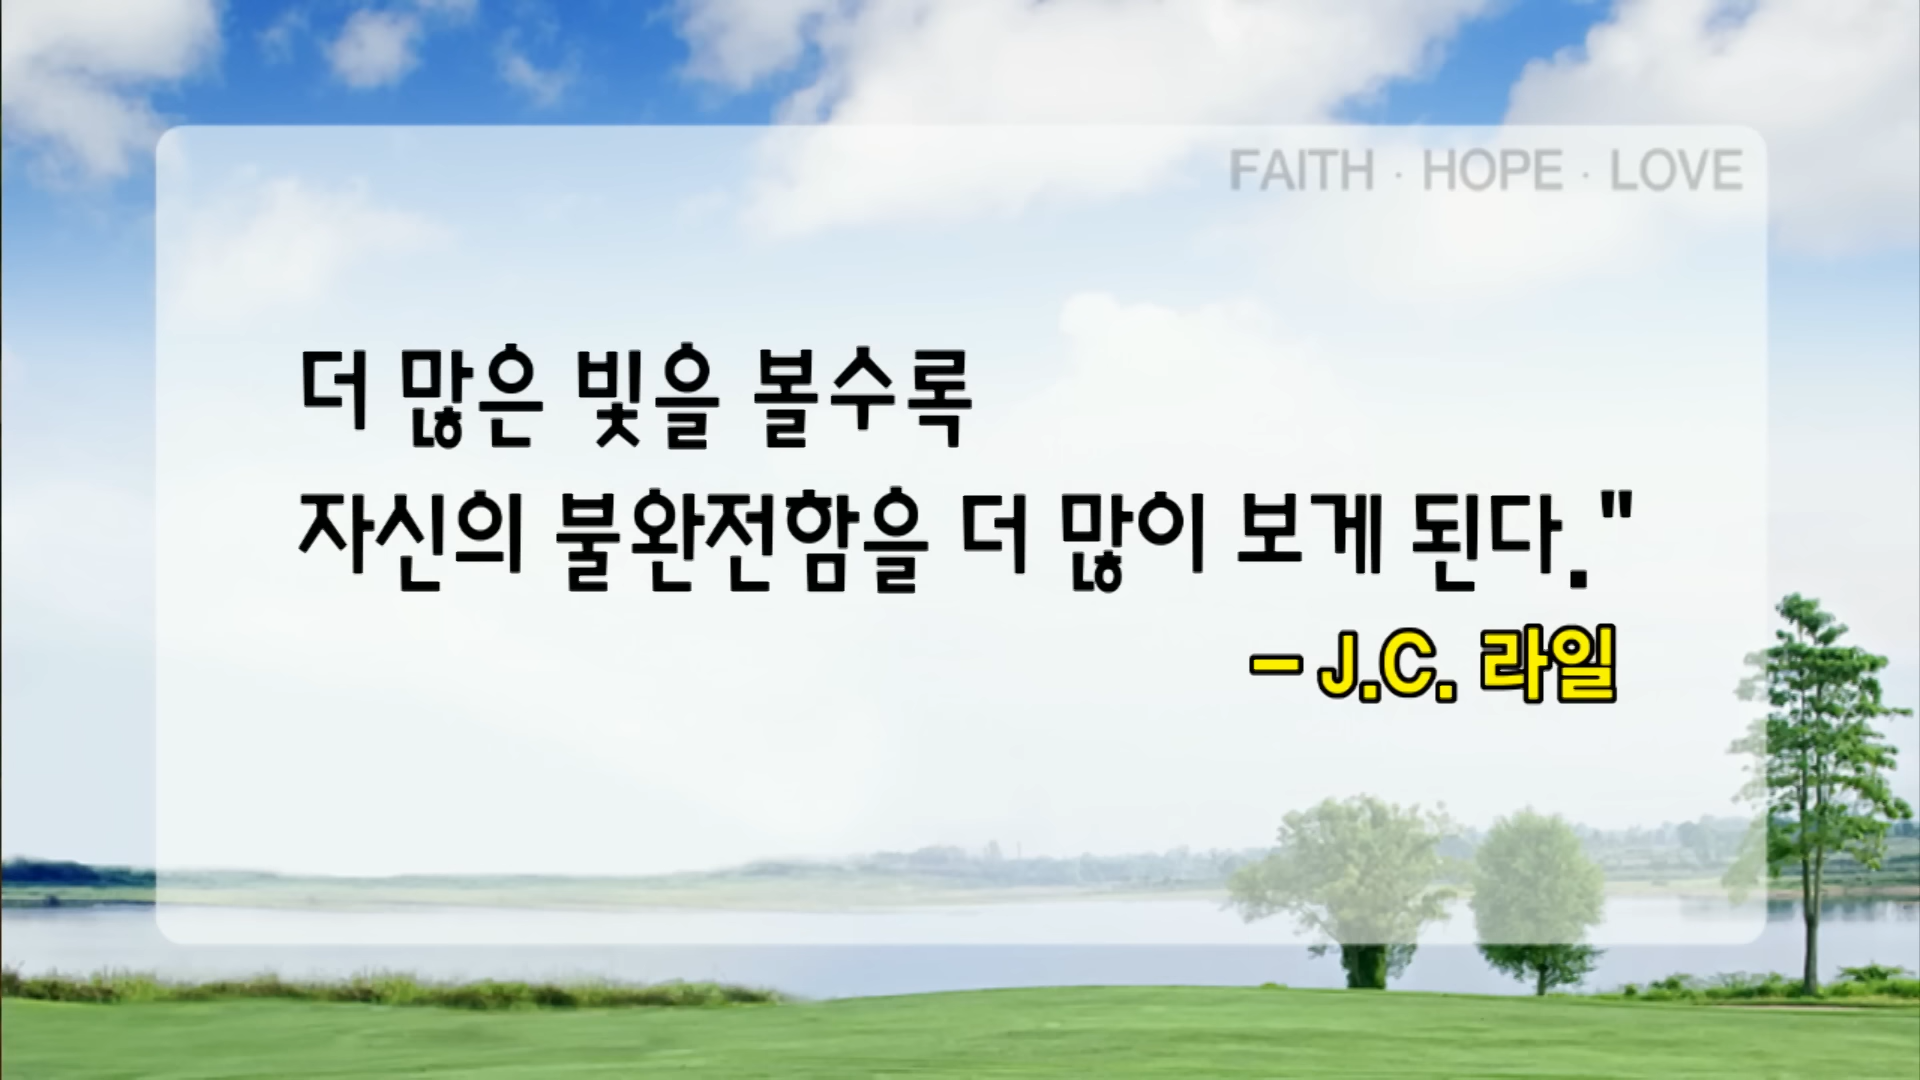 FAITH · HOPE · LOVE
더 많은 빛을 볼수록
자신의 불완전함을 더 많이 보게 된다."
- J.C. 라일